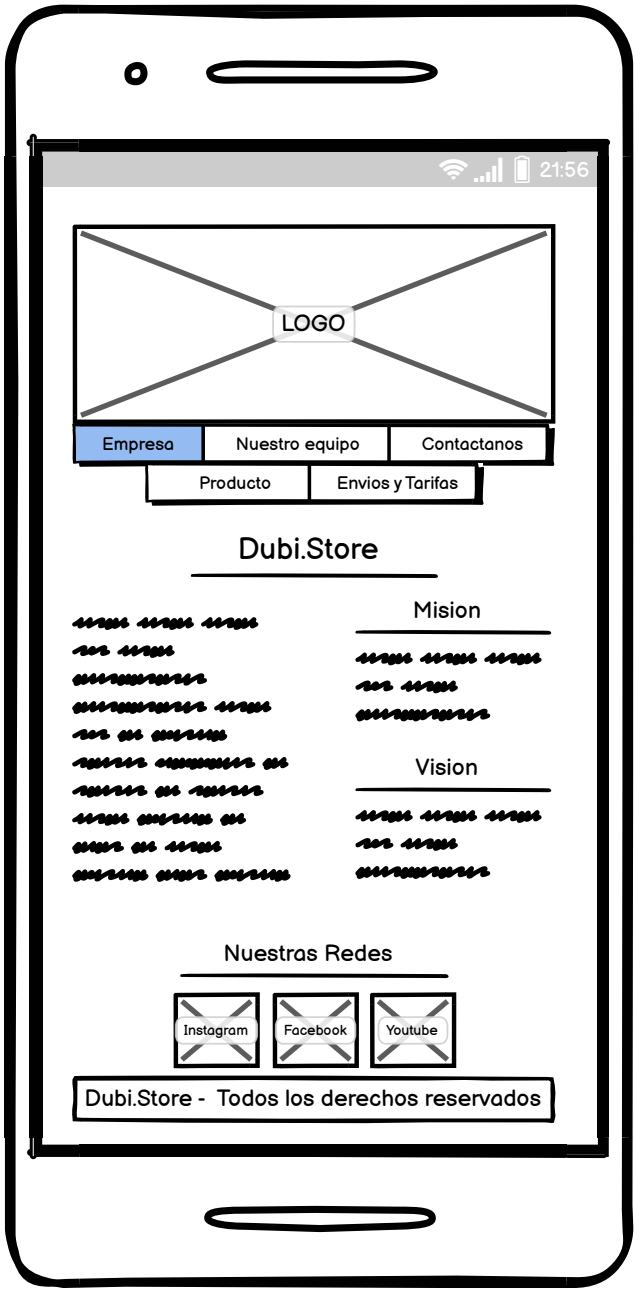 21:56
LOGO
Empresa Nuestro equipo Contactanos
Producto Envios y Tarifas
Dubi.Store
Mision
Vision
Nuestras Redes
Instagram Facebook Youtube
Dubi.Store - Todos los derechos reservados